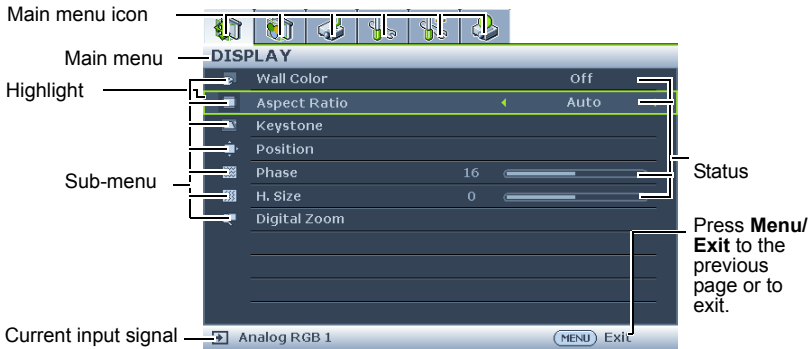 Main menu icon
Main menu
DISPLAY
Wall Color Off
Highlight
Aspect Ratio Auto
Keystone
Position
Sub-menu
Phase 16
Status
H. Size 0
Digital Zoom
Press Menu/
Exit to the
previous
page or to
exit.
Current input signal
Analog RGB 1
MENU Exit